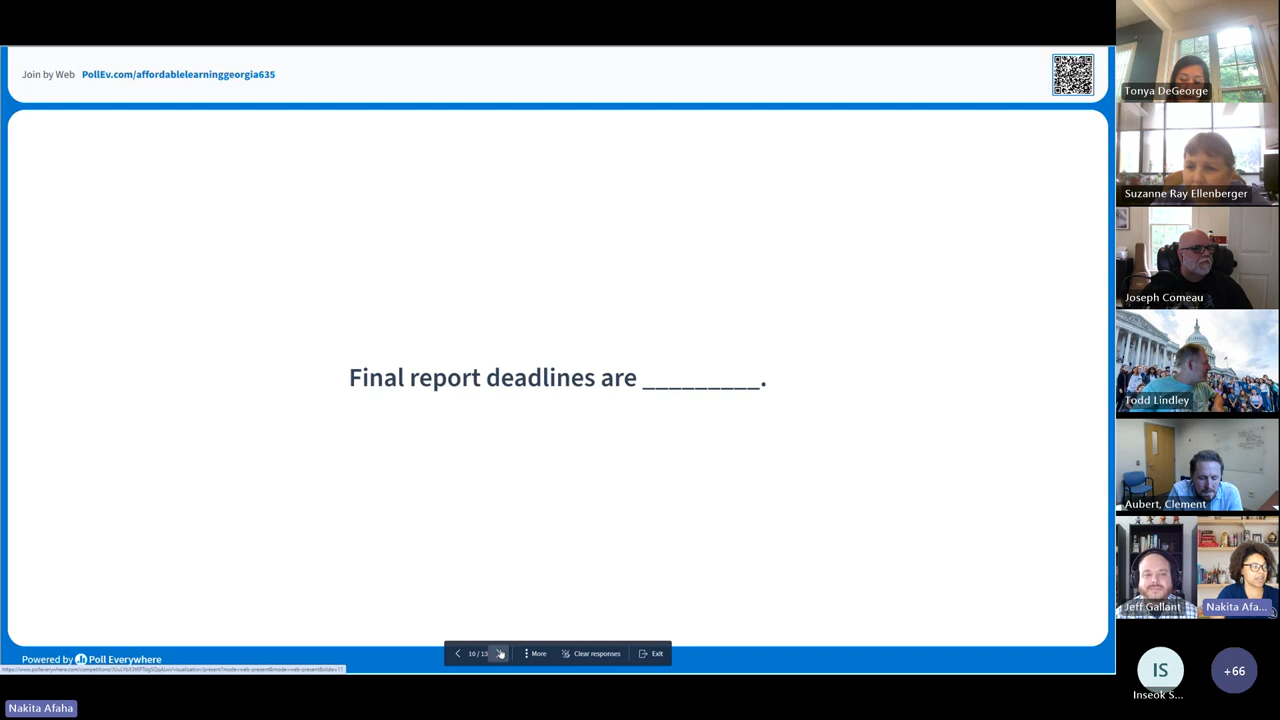 Join by Web PollEv.com/affordablelearninggeorgia635
Final report deadlines are _________.
Powered by Poll Everywhere
10 / 13
More
Clear responses
Exit
Nakita Afaha
Tonya DeGeorge
Suzanne Ray Ellenberger
Joseph Comeau
Todd Lindley
Aubert, Clement
Jeff Gallant
Nakita Afa...
IS
Inseok S...
+66